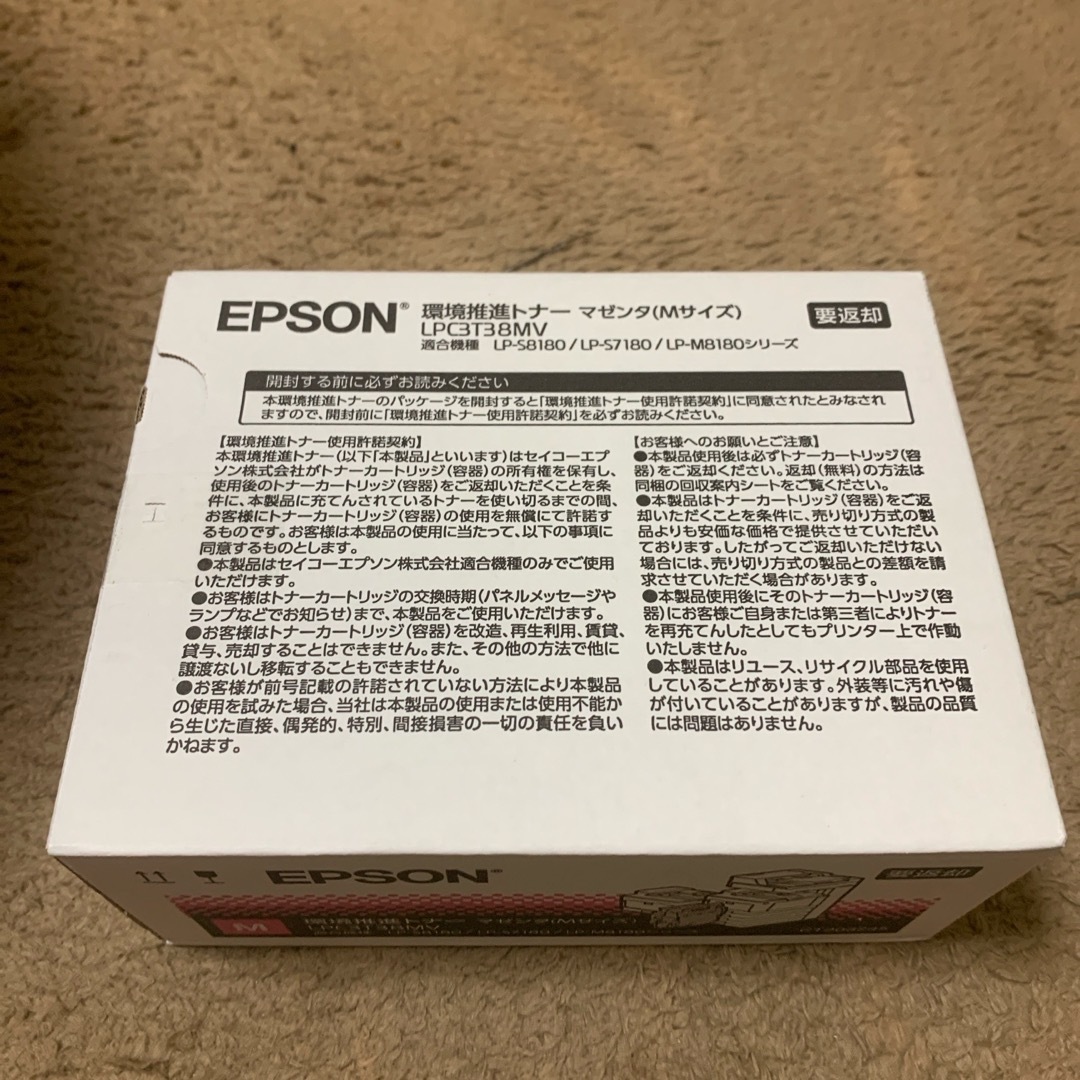 EPSON® 環境推進トナー マゼンタ(Mサイズ) 要返却
LPC3T38MV
適合機種 LP-S8180/LP-S7180/LP-M8180シリーズ
開封する前に必ずお読みください
本環境推進トナーのパッケージを開封すると「環境推進トナー使用許諾契約」に同意されたとみなされ
ますので、開封前に「環境推進トナー使用許諾契約」を必ずお読みください。
【環境推進トナー使用許諾契約】
本環境推進トナー(以下「本製品」といいます)はセイコーエプ
ソン株式会社がトナーカートリッジ(容器)の所有権を保有し、
使用後のトナーカートリッジ(容器)をご返却いただくことを条
件に、本製品に充てんされているトナーを使い切るまでの間、
お客様にトナーカートリッジ(容器)の使用を無償にて許諾す
るものです。お客様は本製品の使用に当たって、以下の事項に
同意するものとします。
●本製品はセイコーエプソン株式会社適合機種のみでご使用
いただけます。
●お客様はトナーカートリッジの交換時期(パネルメッセージや
ランプなどでお知らせ)まで、本製品をご使用いただけます。
●お客様はトナーカートリッジ(容器)を改造、再生利用、賃貸、
貸与、売却することはできません。また、その他の方法で他に
譲渡ないし移転することもできません。
●お客様が前号記載の許諾されていない方法により本製品
の使用を試みた場合、当社は本製品の使用または使用不能か
ら生じた直接、偶発的、特別、間接損害の一切の責任を負い
かねます。
【お客様へのお願いとご注意】
●本製品使用後は必ずトナーカートリッジ(容
器)をご返却ください。返却(無料)の方法は
同梱の回収案内シートをご覧ください。
●本製品はトナーカートリッジ(容器)をご返
却いただくことを条件に、売り切り方式の製
品よりも安価な価格で提供させていただい
ております。したがってご返却いただけない
場合には、売り切り方式の製品との差額を請
求させていただく場合があります。
●本製品使用後にそのトナーカートリッジ(容
器)にお客様ご自身または第三者によりトナー
を再充てんしたとしてもプリンター上で作動
いたしません。
●本製品はリユース、リサイクル部品を使用
していることがあります。外装等に汚れや傷
が付いていることがありますが、製品の品質
には問題はありません。
EPSON® 要返却
M 環境推進トナー マゼンタ(Mサイズ)
LPC3T38MV